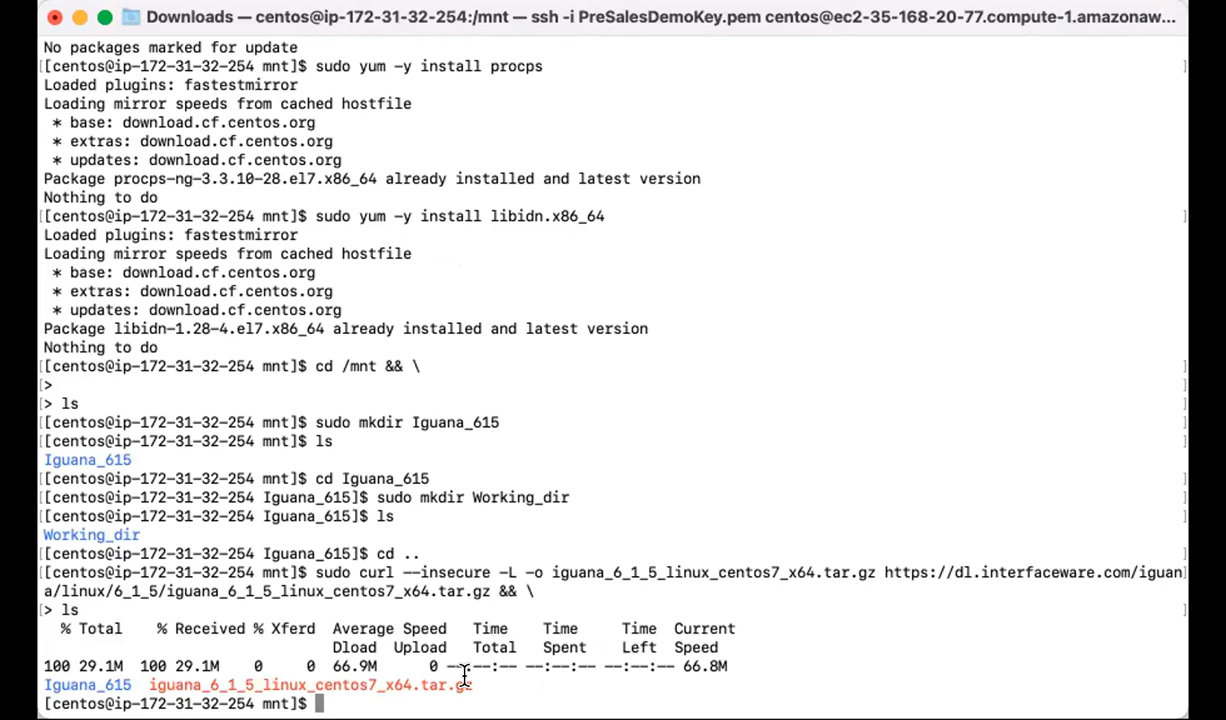 Downloads — centos@ip-172-31-32-254:/mnt — ssh -i PreSalesDemoKey.pem centos@ec2-35-168-20-77.compute-1.amazonaw...
No packages marked for update
[[centos@ip-172-31-32-254 mnt]$ sudo yum -y install procps ]
Loaded plugins: fastestmirror
Loading mirror speeds from cached hostfile
 * base: download.cf.centos.org
 * extras: download.cf.centos.org
 * updates: download.cf.centos.org
Package procps-ng-3.3.10-28.el7.x86_64 already installed and latest version
Nothing to do
[[centos@ip-172-31-32-254 mnt]$ sudo yum -y install libidn.x86_64 ]
Loaded plugins: fastestmirror
Loading mirror speeds from cached hostfile
 * base: download.cf.centos.org
 * extras: download.cf.centos.org
 * updates: download.cf.centos.org
Package libidn-1.28-4.el7.x86_64 already installed and latest version
Nothing to do
[[centos@ip-172-31-32-254 mnt]$ cd /mnt && \ ]
[> ]
[> ls ]
[[centos@ip-172-31-32-254 mnt]$ sudo mkdir Iguana_615 ]
[[centos@ip-172-31-32-254 mnt]$ ls ]
Iguana_615
[[centos@ip-172-31-32-254 mnt]$ cd Iguana_615 ]
[[centos@ip-172-31-32-254 Iguana_615]$ sudo mkdir Working_dir ]
[[centos@ip-172-31-32-254 Iguana_615]$ ls ]
Working_dir
[[centos@ip-172-31-32-254 Iguana_615]$ cd .. ]
[[centos@ip-172-31-32-254 mnt]$ sudo curl --insecure -L -o iguana_6_1_5_linux_centos7_x64.tar.gz https://dl.interfaceware.com/iguan]
a/linux/6_1_5/iguana_6_1_5_linux_centos7_x64.tar.gz && \
[> ls ]
% Total % Received % Xferd Average Speed Time Time Time Current
Dload Upload Total Spent Left Speed
100 29.1M 100 29.1M 0 0 66.9M 0 --:--:-- --:--:-- --:--:-- 66.8M
Iguana_615 iguana_6_1_5_linux_centos7_x64.tar.gz
[centos@ip-172-31-32-254 mnt]$